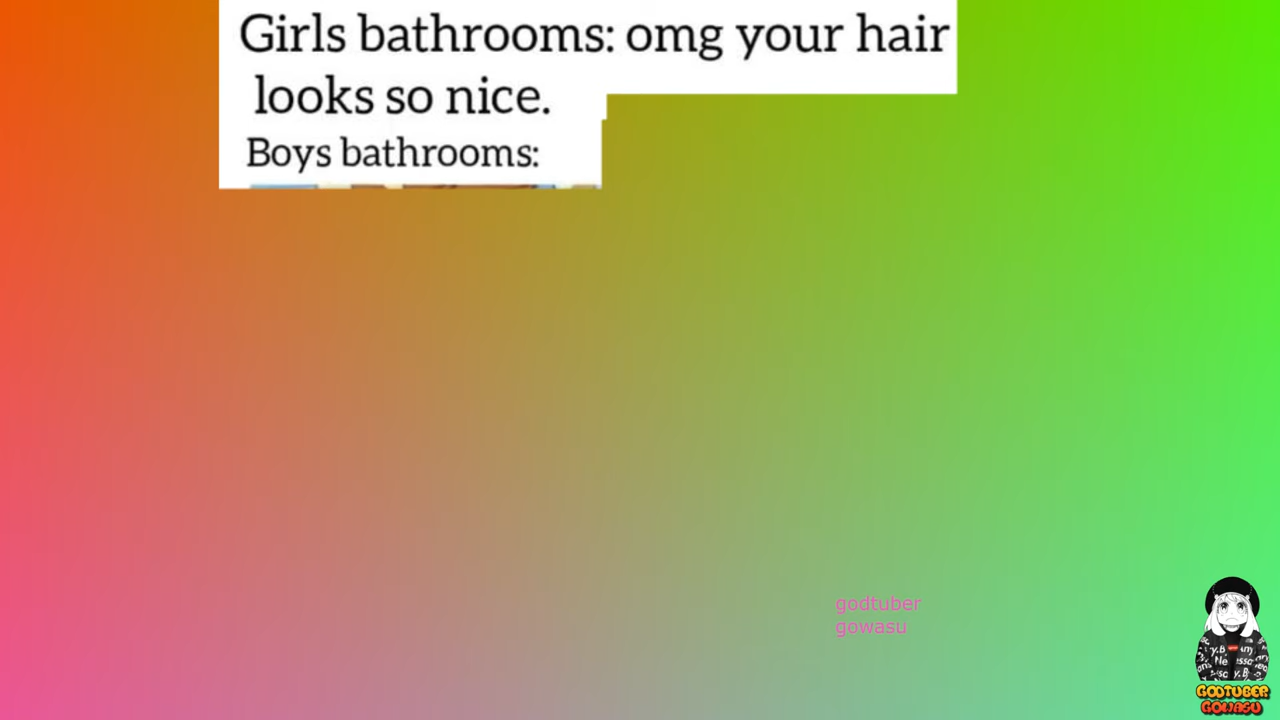 Girls bathrooms: omg your hair
looks so nice.
Boys bathrooms:
godtuber
gowasu
GODTUBER
GOWASU